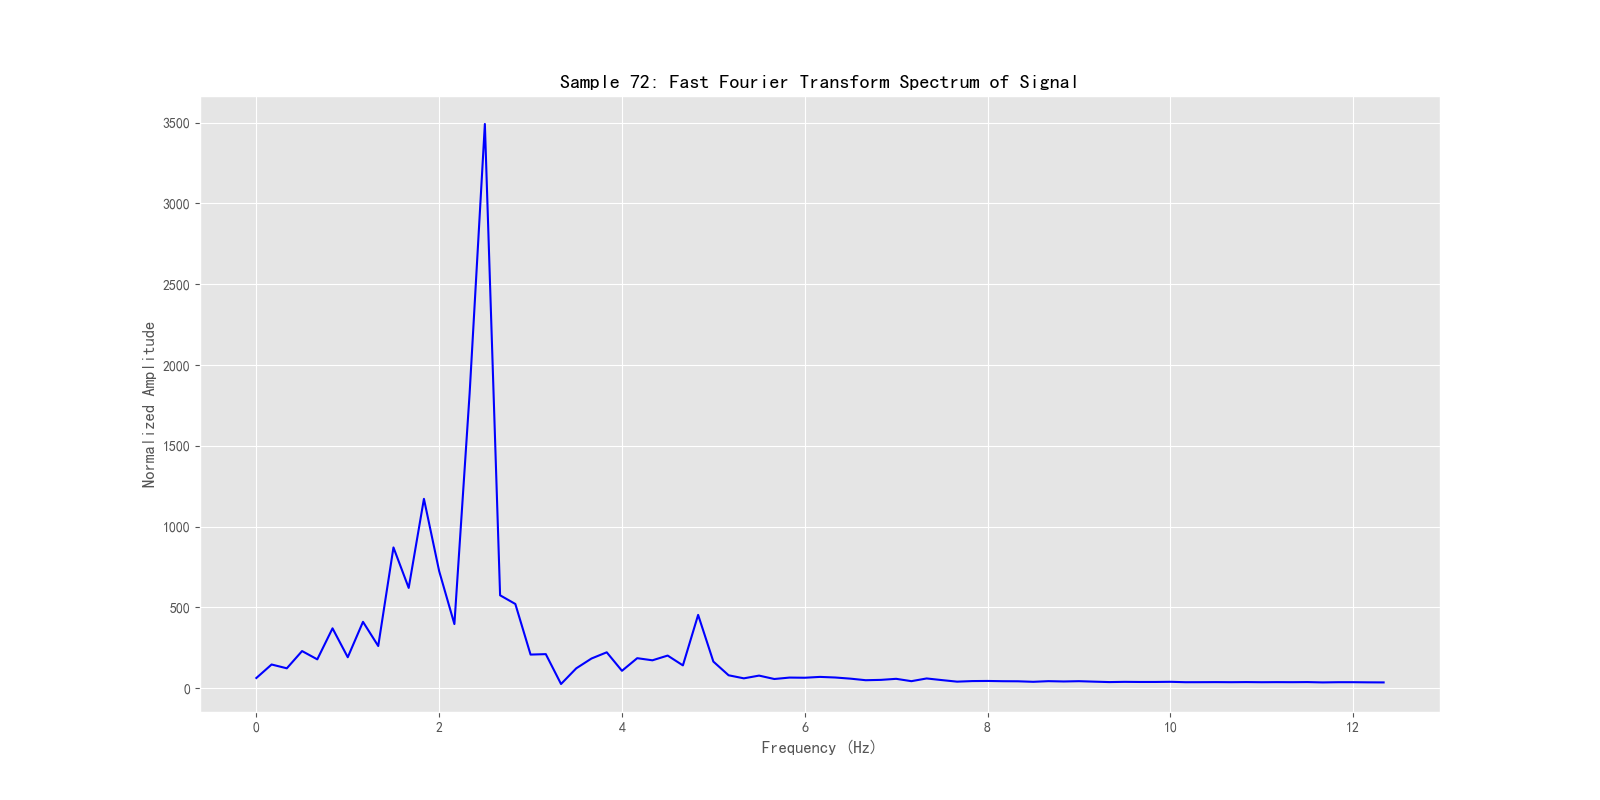 Sample 72: Fast Fourier Transform Spectrum of Signal
3500
3000
2500
2000
1500
1000
500
0
Normalized Amplitude
0 2 4 6 8 10 12
Frequency (Hz)